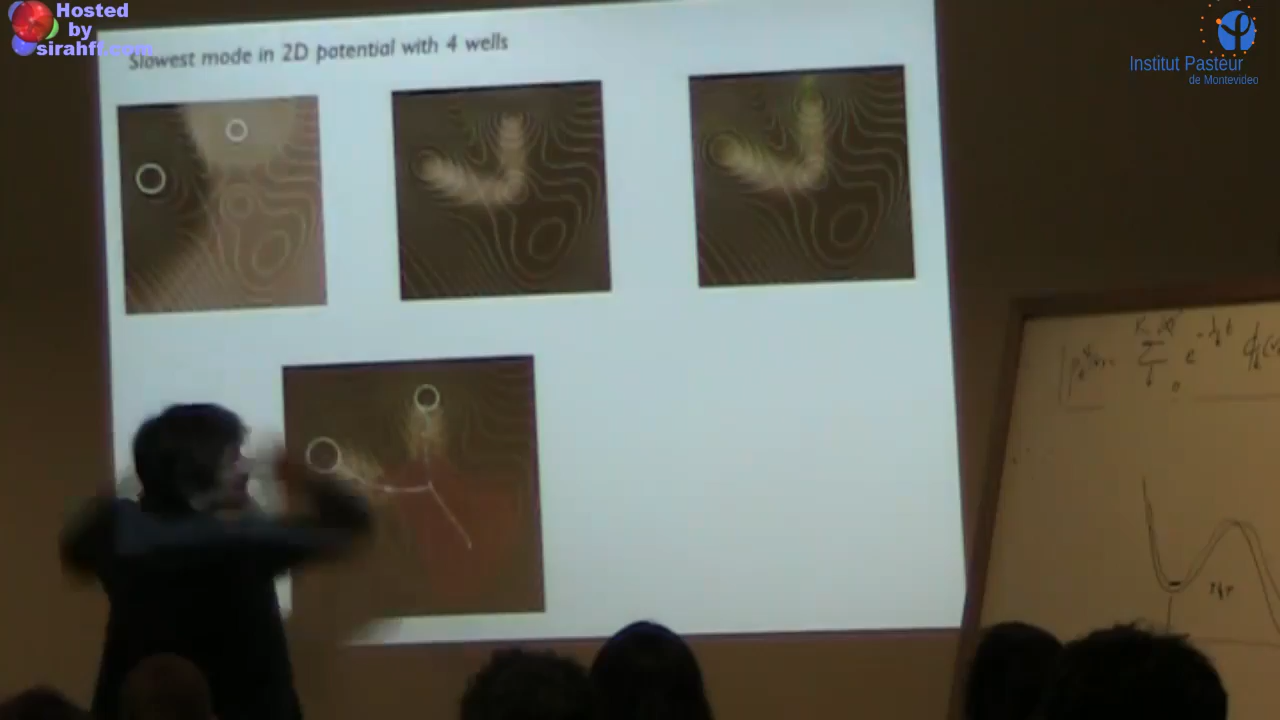 Hosted
by
sirahft.com
Institut Pasteur
de Montevideo
Slowest mode in 2D potential with 4 wells